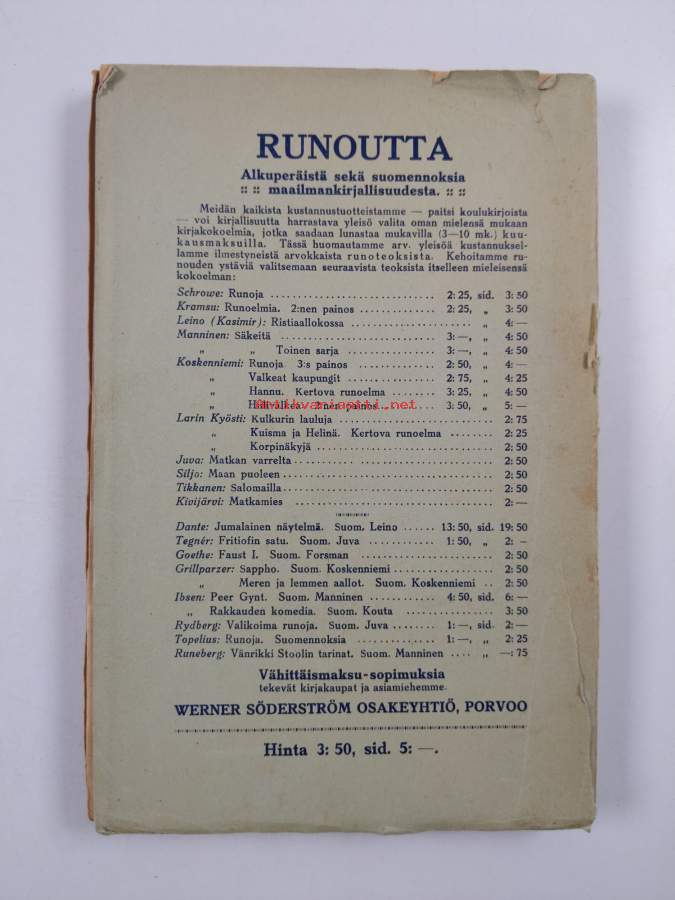 RUNOUTTA
Alkuperäistä sekä suomennoksia
:: :: maailmankirjallisuudesta. :: ::
Meidän kaikista kustannustuotteistamme — paitsi koulukirjoista
— voi kirjallisuutta harrastava yleisö valita oman mielensä mukaan
kirjakokoelmia, jotka saadaan lunastaa mukavilla (3—10 mk.) kuu-
kausmaksuilla. Tässä huomautamme arv. yleisöä kustannuksel-
lamme ilmestyneistä arvokkaista runoteoksista. Kehoitamme ru-
nouden ystäviä valitsemaan seuraavista teoksista itselleen mieleisensä
kokoelman:
Schrowe: Runoja .......... 2: 25, sid. 3: 50
Kramsu: Runoelmia. 2:nen painos .......... 2: 25, „ 3: 50
Leino (Kasimir): Ristiaallokossa .......... „ 4: —
Manninen: Säkeitä .......... 3: —, „ 4: 50
„ „ Toinen sarja .......... 3: —, „ 4: 50
Koskenniemi: Runoja 3:s painos .......... 2: 50, „ 4: —
„ Valkeat kaupungit .......... 2: 75, „ 4: 25
„ Hannu. Kertova runoelma .......... 3: 25, „ 4: 50
„ Hiilivalkea. 2:nen painos .......... 3: 50, „ 5: —
Larin Kyösti: Kulkurin lauluja .......... 2: 75
„ Kuisma ja Helinä. Kertova runoelma .......... 2: 25
„ Korpinäkyjä .......... 2: 50
Juva: Matkan varrelta .......... 2: 50
Siljo: Maan puoleen .......... 2: 50
Tikkanen: Salomailla .......... 2: 50
Kivijärvi: Matkamies .......... 2: —
Dante: Jumalainen näytelmä. Suom. Leino ...... 13: 50, sid. 19: 50
Tegnér: Fritiofin satu. Suom. Juva .......... 1: 50, „ 2: —
Goethe: Faust I. Suom. Forsman .......... 2: 50
Grillparzer: Sappho. Suom. Koskenniemi .......... 2: 50
„ Meren ja lemmen aallot. Suom. Koskenniemi .. 2: 50
Ibsen: Peer Gynt. Suom. Manninen .......... 4: 50, sid. 6: —
„ Rakkauden komedia. Suom. Kouta .......... 3: 50
Rydberg: Valikoima runoja. Suom. Juva .......... 1: —, sid. 2: —
Topelius: Runoja. Suomennoksia .......... 1: —, „ 2: 25
Runeberg: Vänrikki Stoolin tarinat. Suom. Manninen .... „ —: 75
Vähittäismaksu-sopimuksia
tekevät kirjakaupat ja asiamiehemme.
WERNER SÖDERSTRÖM OSAKEYHTIÖ, PORVOO
Hinta 3: 50, sid. 5: —.